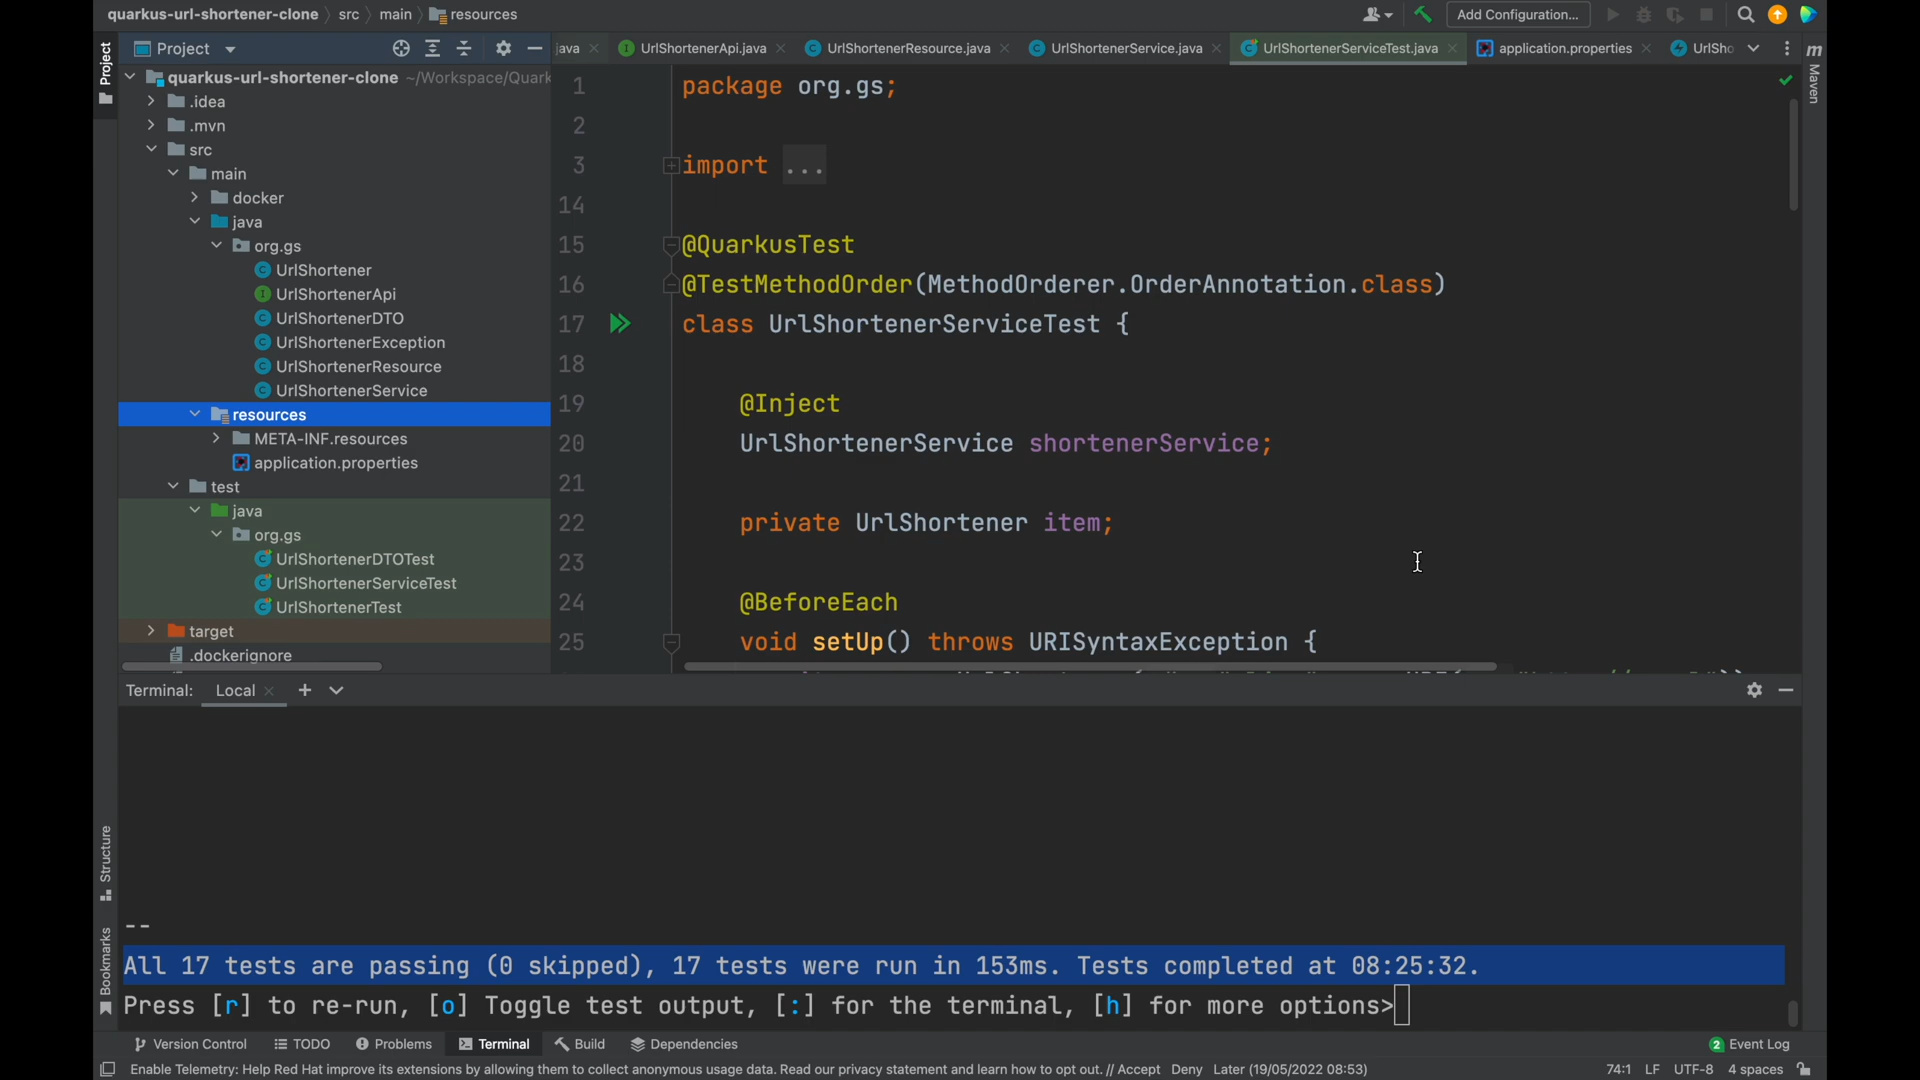 quarkus-url-shortener-clone src main resources
Add Configuration...
Project
java UrlShortenerApi.java UrlShortenerResource.java UrlShortenerService.java UrlShortenerServiceTest.java application.properties UrlSho
Project
Maven
quarkus-url-shortener-clone ~/Workspace/Quark
.idea
.mvn
src
main
docker
java
org.gs
UrlShortener
UrlShortenerApi
UrlShortenerDTO
UrlShortenerException
UrlShortenerResource
UrlShortenerService
resources
META-INF.resources
application.properties
test
java
org.gs
UrlShortenerDTOTest
UrlShortenerServiceTest
UrlShortenerTest
target
.dockerignore
1 package org.gs;
2
3 import ...
14
15 @QuarkusTest
16 @TestMethodOrder(MethodOrderer.OrderAnnotation.class)
17 class UrlShortenerServiceTest {
18
19 @Inject
20 UrlShortenerService shortenerService;
21
22 private UrlShortener item;
23
24 @BeforeEach
25 void setUp() throws URISyntaxException {
Terminal: Local
Structure
Bookmarks
--
All 17 tests are passing (0 skipped), 17 tests were run in 153ms. Tests completed at 08:25:32.
Press [r] to re-run, [o] Toggle test output, [:] for the terminal, [h] for more options>
Version Control TODO Problems Terminal Build Dependencies 2 Event Log
Enable Telemetry: Help Red Hat improve its extensions by allowing them to collect anonymous usage data. Read our privacy statement and learn how to opt out. // Accept Deny Later (19/05/2022 08:53) 74:1 LF UTF-8 4 spaces